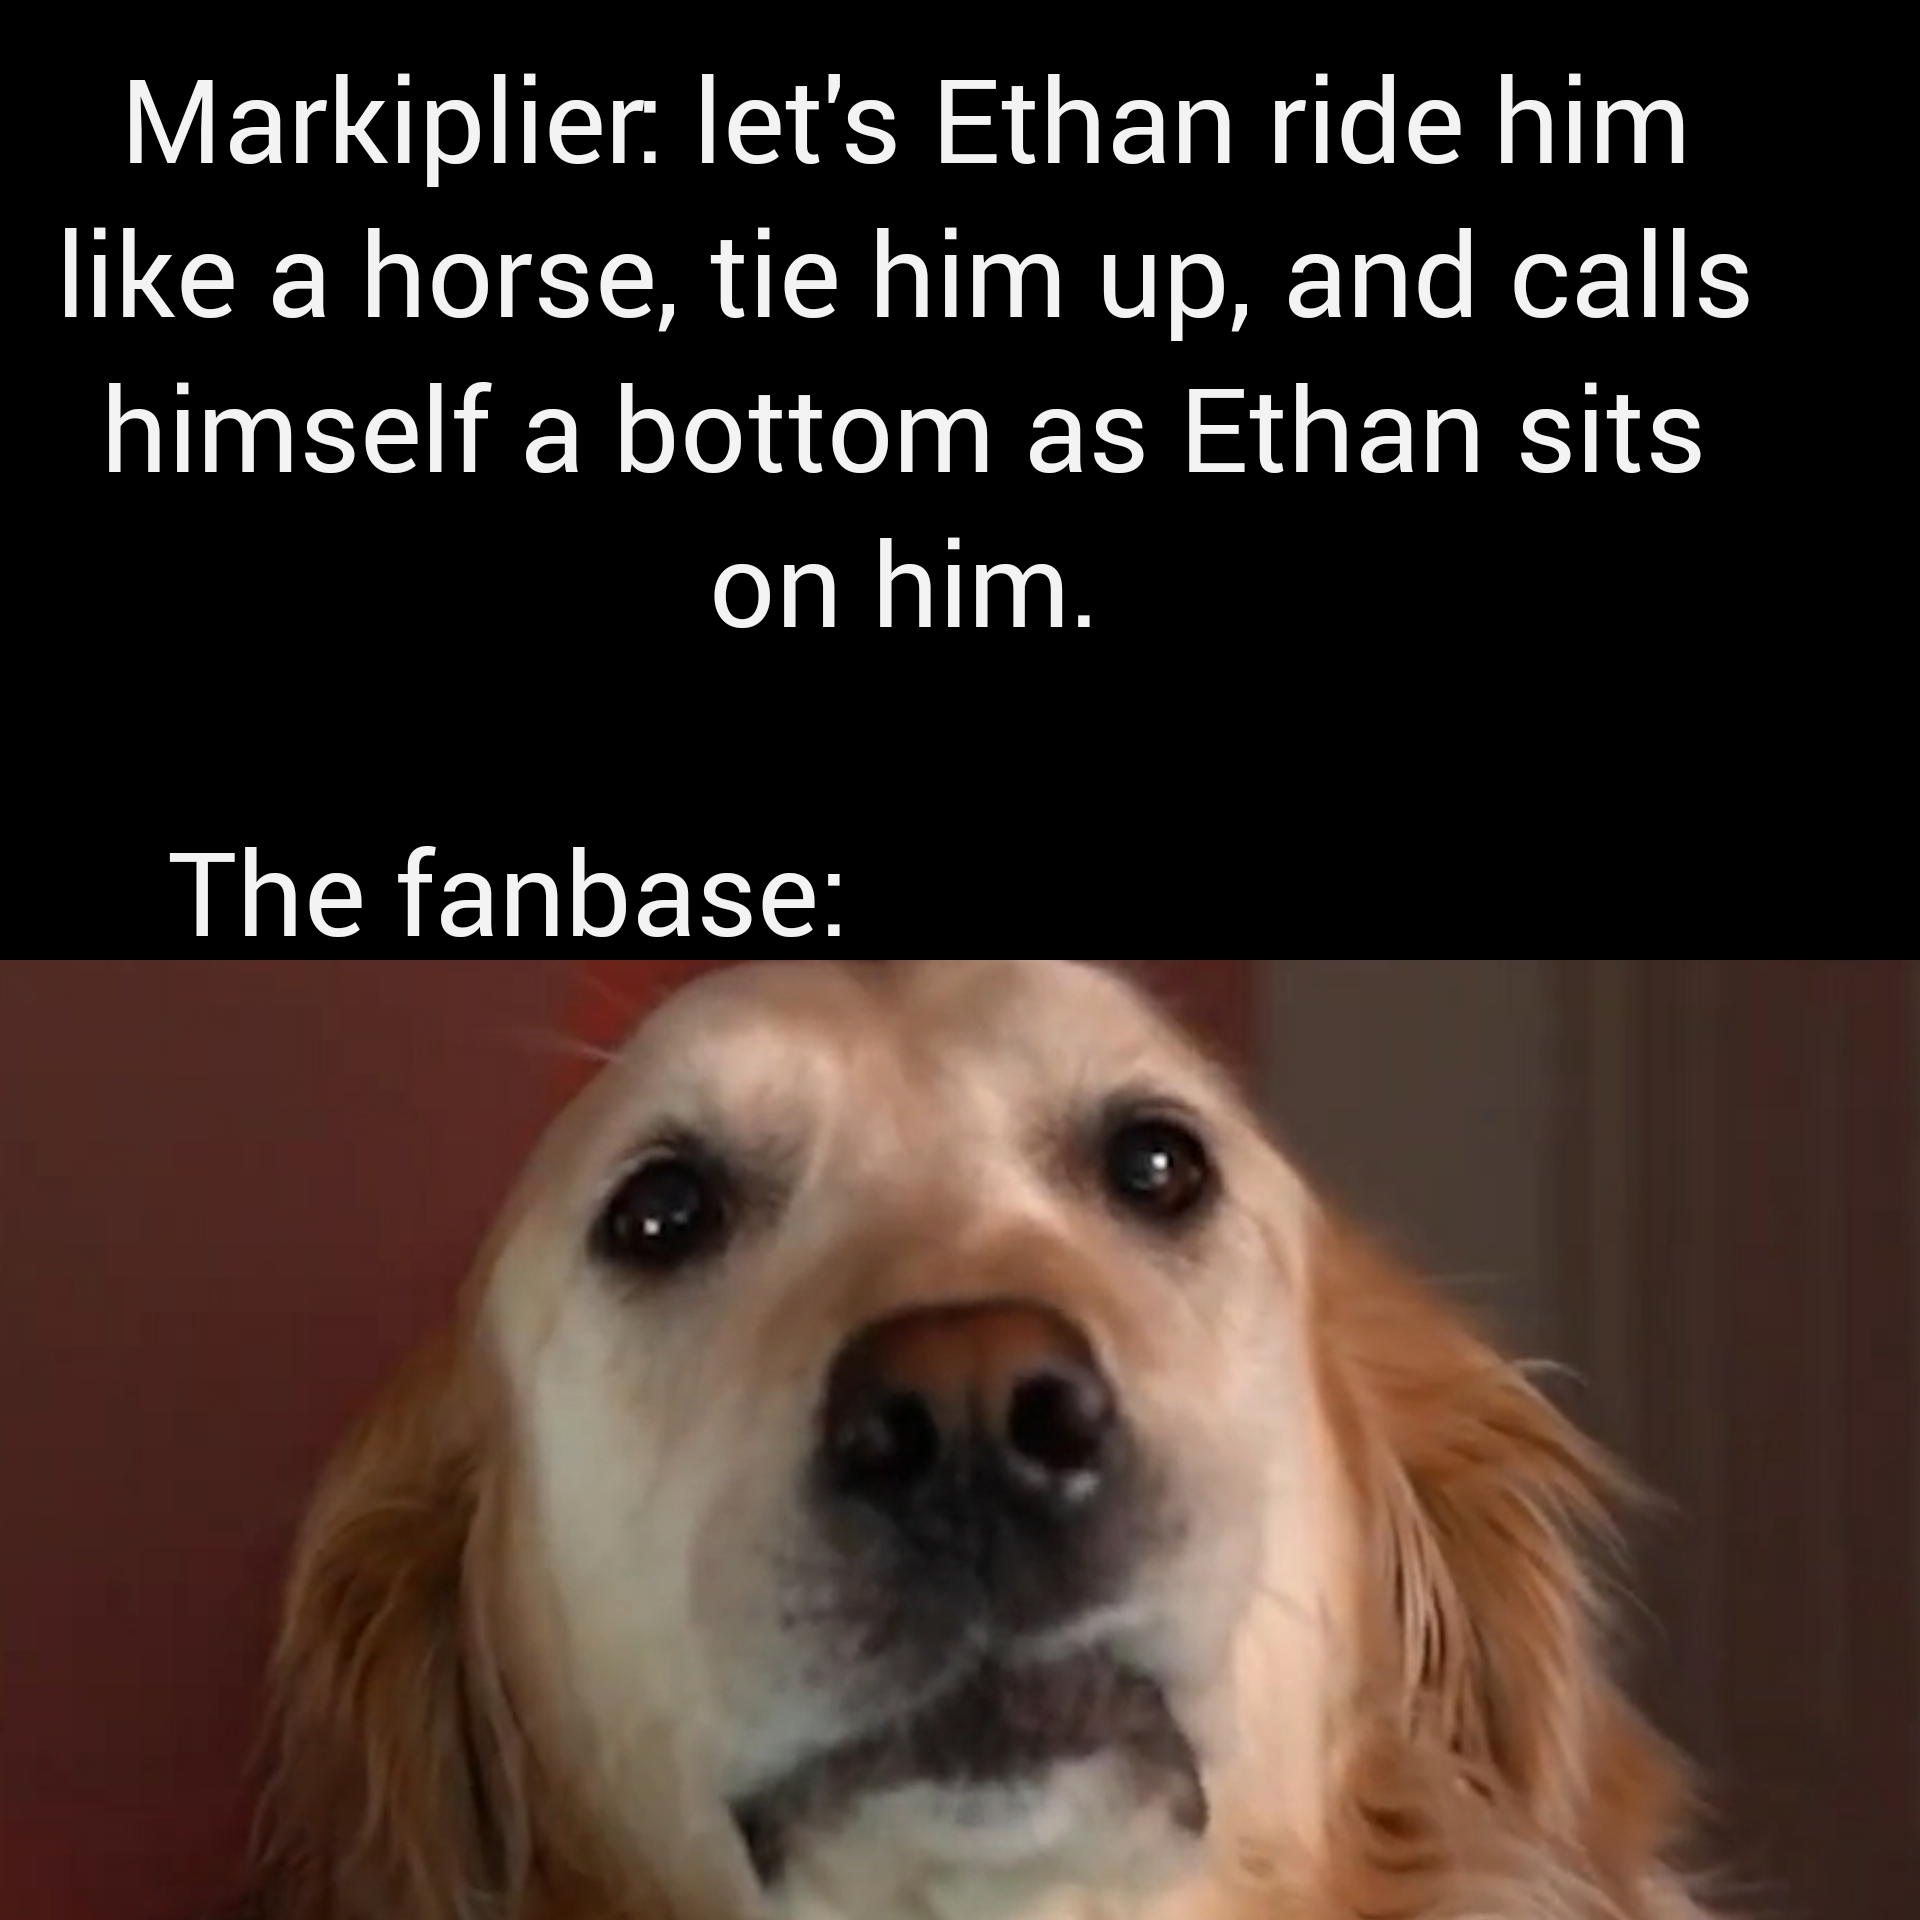 Markiplier: let's Ethan ride him
like a horse, tie him up, and calls
himself a bottom as Ethan sits
on him.
The fanbase: